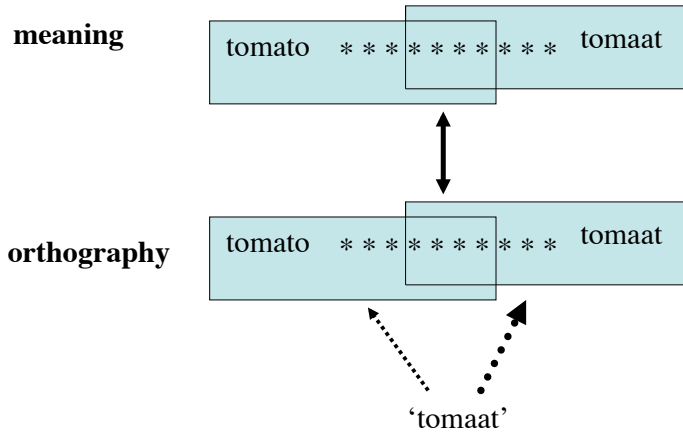 meaning
tomato * * * * * * * * * * tomaat
orthography
tomato * * * * * * * * * * tomaat
‘tomaat’